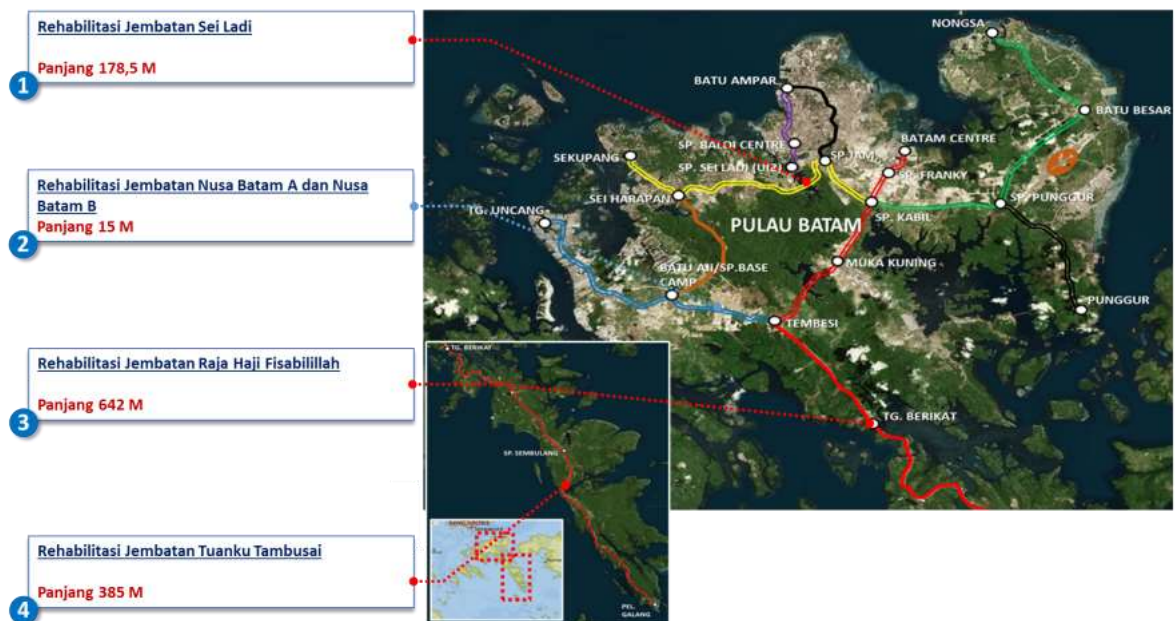 Rehabilitasi Jembatan Sei Ladi
Panjang 178,5 M
1
Rehabilitasi Jembatan Nusa Batam A dan Nusa
Batam B
Panjang 15 M
2
Rehabilitasi Jembatan Raja Haji Fisabilillah
Panjang 642 M
3
Rehabilitasi Jembatan Tuanku Tambusai
Panjang 385 M
4
NONGSA
BATU AMPAR
BATU BESAR
SP. BALOI CENTRE
BATAM CENTRE
SEKUPANG
SP. SEI LADI (UIZ)
SP. JAM
SP. FRANKY
SEI HARAPAN
SP. KABIL
SP. PUNGGUR
TG. UNCANG
PULAU BATAM
BATU AJI/SP.BASE
CAMP
MUKA KUNING
PUNGGUR
TEMBESI
TG. BERIKAT
TG. BERIKAT
SP. SEMBULANG
PEL.
GALANG